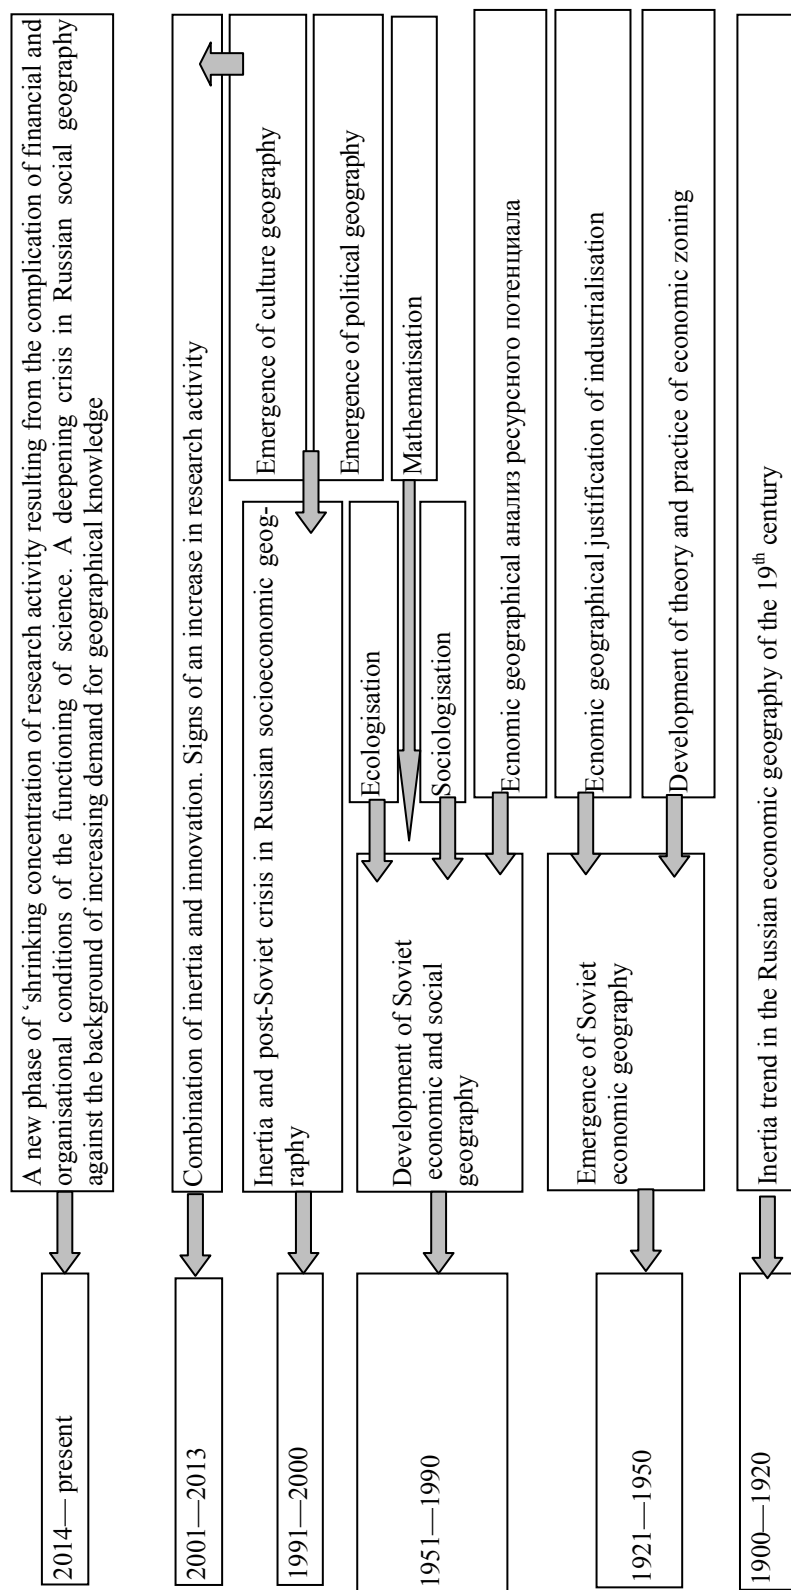 2014— present
A new phase of ‘shrinking concentration of research activity resulting from the complication of financial and
organisational conditions of the functioning of science. A deepening crisis in Russian social geography
against the background of increasing demand for geographical knowledge
2001—2013
Combination of inertia and innovation. Signs of an increase in research activity
1991—2000
Inertia and post-Soviet crisis in Russian socioeconomic geog-
raphy
Emergence of culture geography
Emergence of political geography
1951—1990
Development of Soviet
economic and social
geography
Ecologisation
Mathematisation
Sociologisation
Ecnomic geographical анализ ресурсного потенциала
1921—1950
Emergence of Soviet
economic geography
Ecnomic geographical justification of industrialisation
Development of theory and practice of economic zoning
1900—1920
Inertia trend in the Russian economic geography of the 19th century